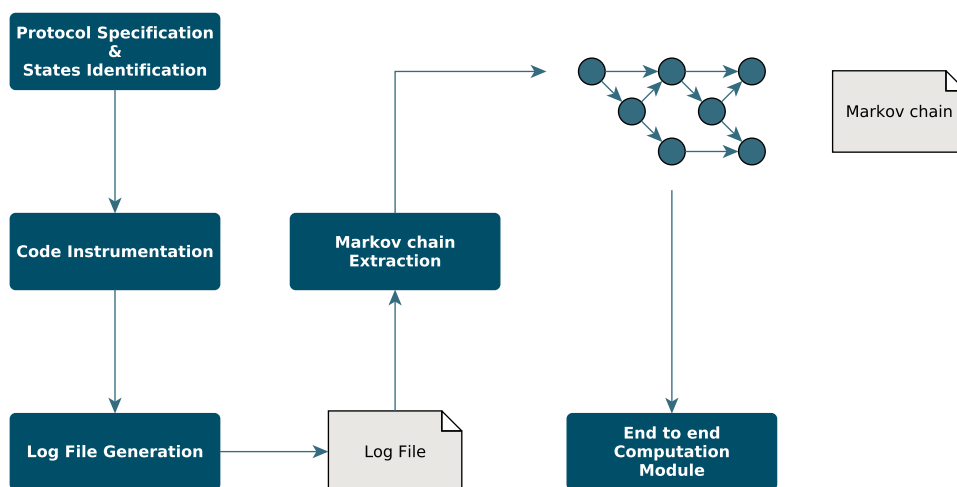 Protocol Specification
&
States Identification
Markov chain
Code Instrumentation
Markov chain
Extraction
Log File Generation
Log File
End to end
Computation
Module